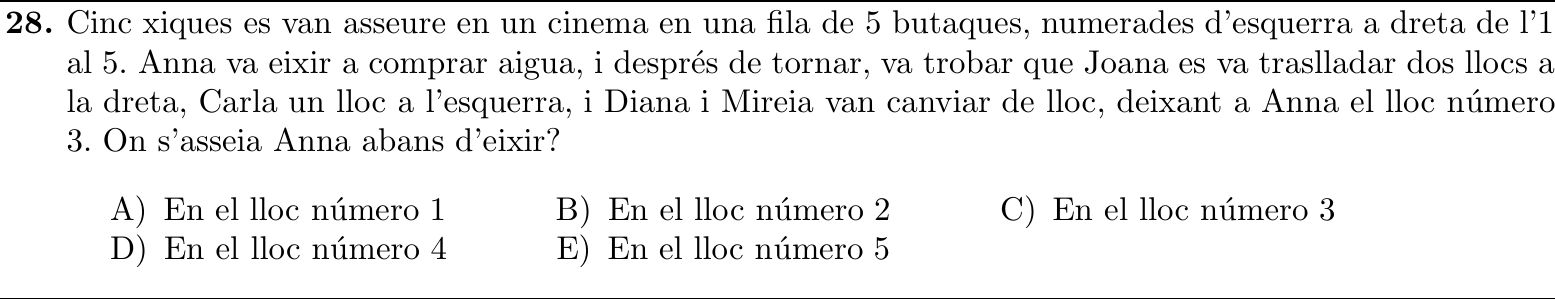 28. Cinc xiques es van asseure en un cinema en una fila de 5 butaques, numerades d'esquerra a dreta de l'1
al 5. Anna va eixir a comprar aigua, i després de tornar, va trobar que Joana es va traslladar dos llocs a
la dreta, Carla un lloc a l'esquerra, i Diana i Mireia van canviar de lloc, deixant a Anna el lloc número
3. On s'asseia Anna abans d'eixir?
A) En el lloc número 1 B) En el lloc número 2 C) En el lloc número 3
D) En el lloc número 4 E) En el lloc número 5